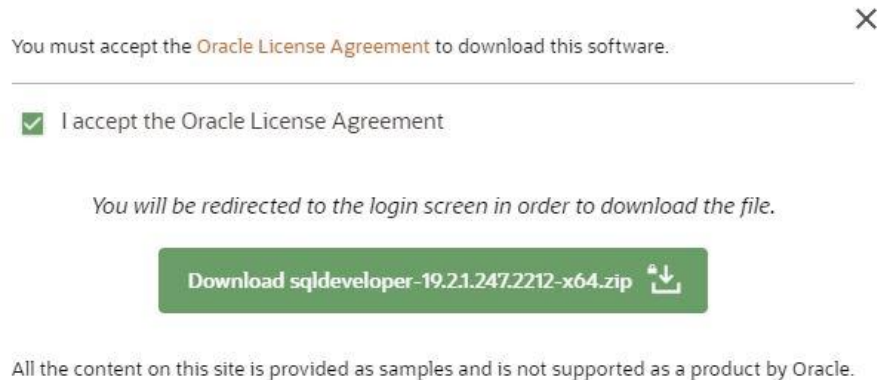 You must accept the Oracle License Agreement to download this software.
I accept the Oracle License Agreement
You will be redirected to the login screen in order to download the file.
Download sqldeveloper-19.2.1.247.2212-x64.zip
All the content on this site is provided as samples and is not supported as a product by Oracle.